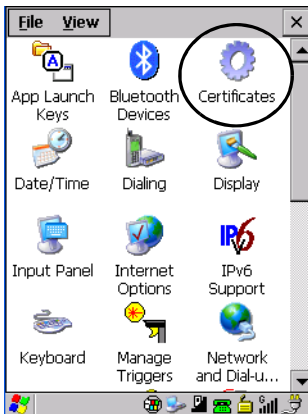 File View
App Launch Keys
Bluetooth Devices
Certificates
Date/Time
Dialing
Display
Input Panel
Internet Options
IPv6 Support
Keyboard
Manage Triggers
Network and Dial-u...